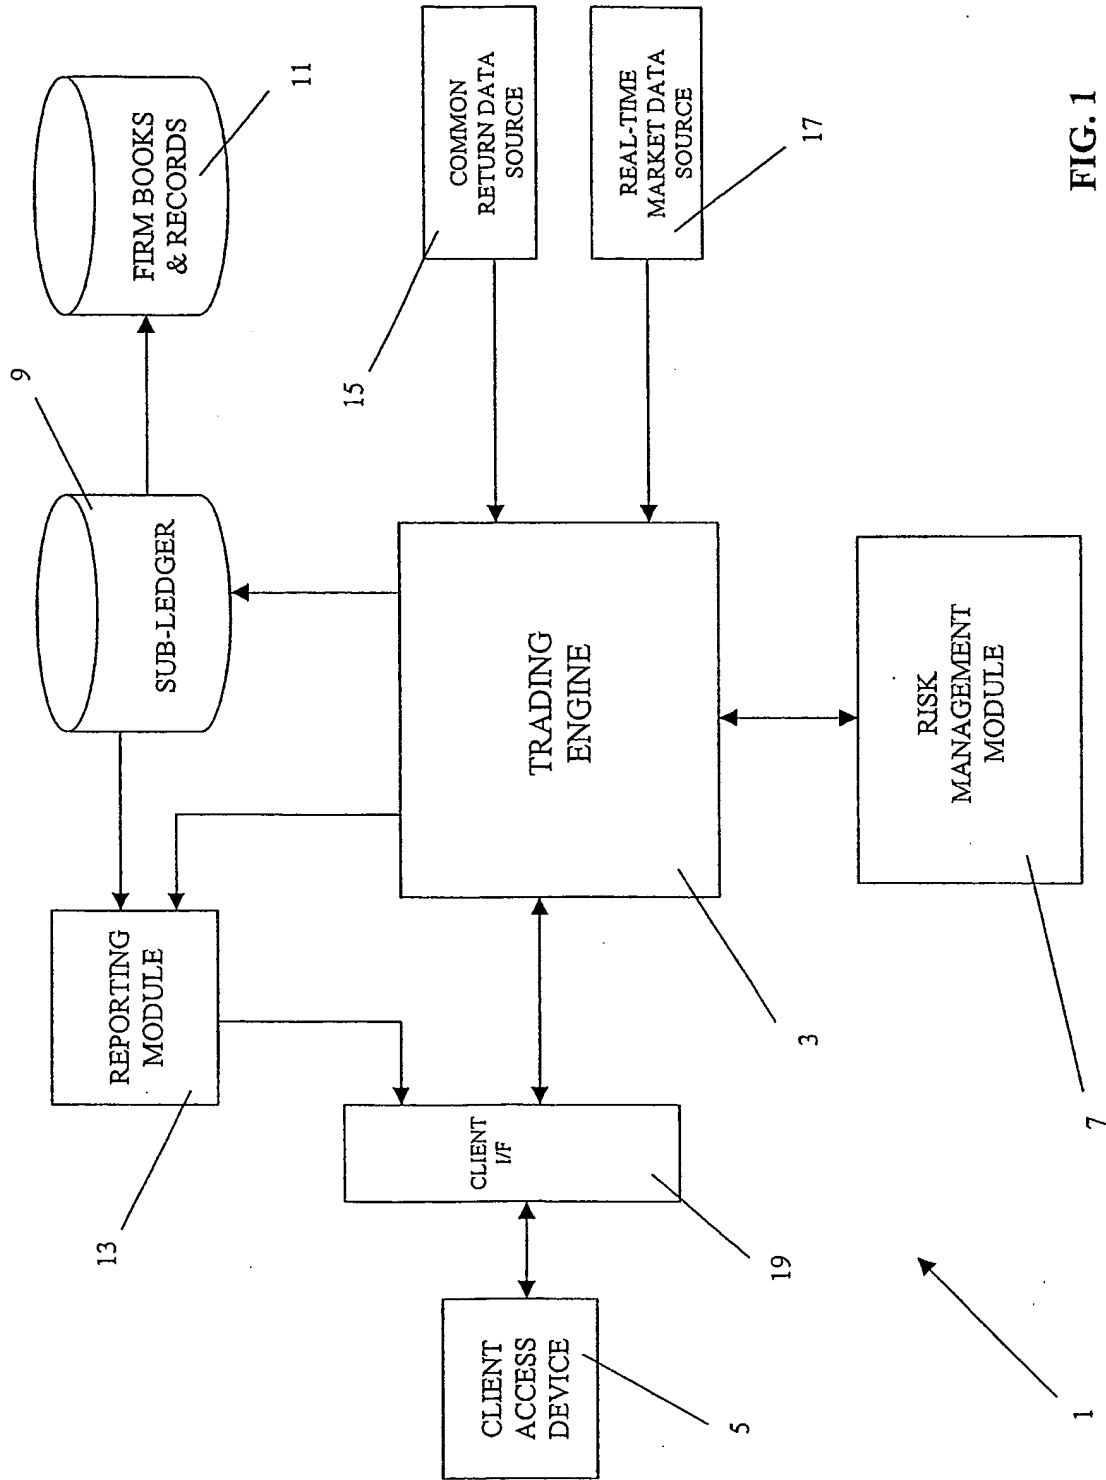 9
11
FIRM BOOKS
& RECORDS
SUB-LEDGER
REPORTING
MODULE
13
15
COMMON
RETURN DATA
SOURCE
REAL-TIME
MARKET DATA
SOURCE
17
TRADING
ENGINE
3
CLIENT
I/F
19
CLIENT
ACCESS
DEVICE
5
RISK
MANAGEMENT
MODULE
7
1
FIG. 1